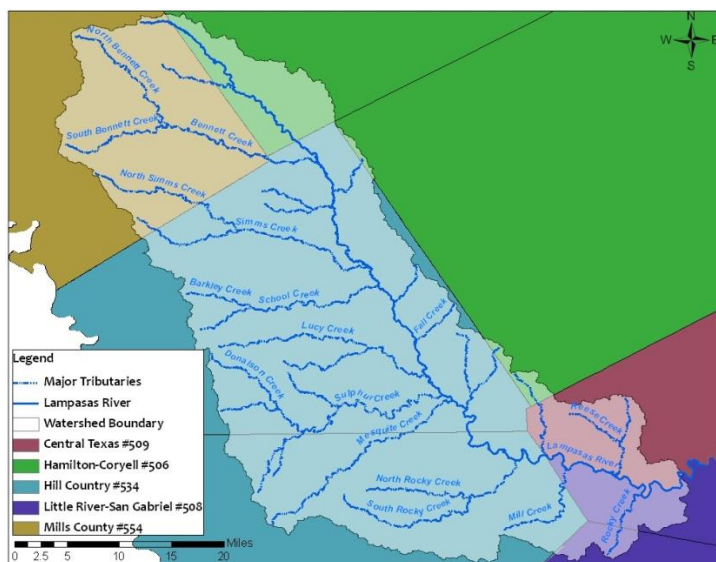 N
W E
S
North Bennett Creek
South Bennett Creek
Bennett Creek
North Simms Creek
Simms Creek
Barkley Creek
School Creek
Fall Creek
Lucy Creek
Donalson Creek
Sulphur Creek
Mesquite Creek
Reese Creek
Lampasas River
North Rocky Creek
South Rocky Creek
Mill Creek
Rocky Creek
Legend
Major Tributaries
Lampasas River
Watershed Boundary
Central Texas #509
Hamilton-Coryell #506
Hill Country #534
Little River-San Gabriel #508
Mills County #554
Miles
0 2.5 5 10 15 20